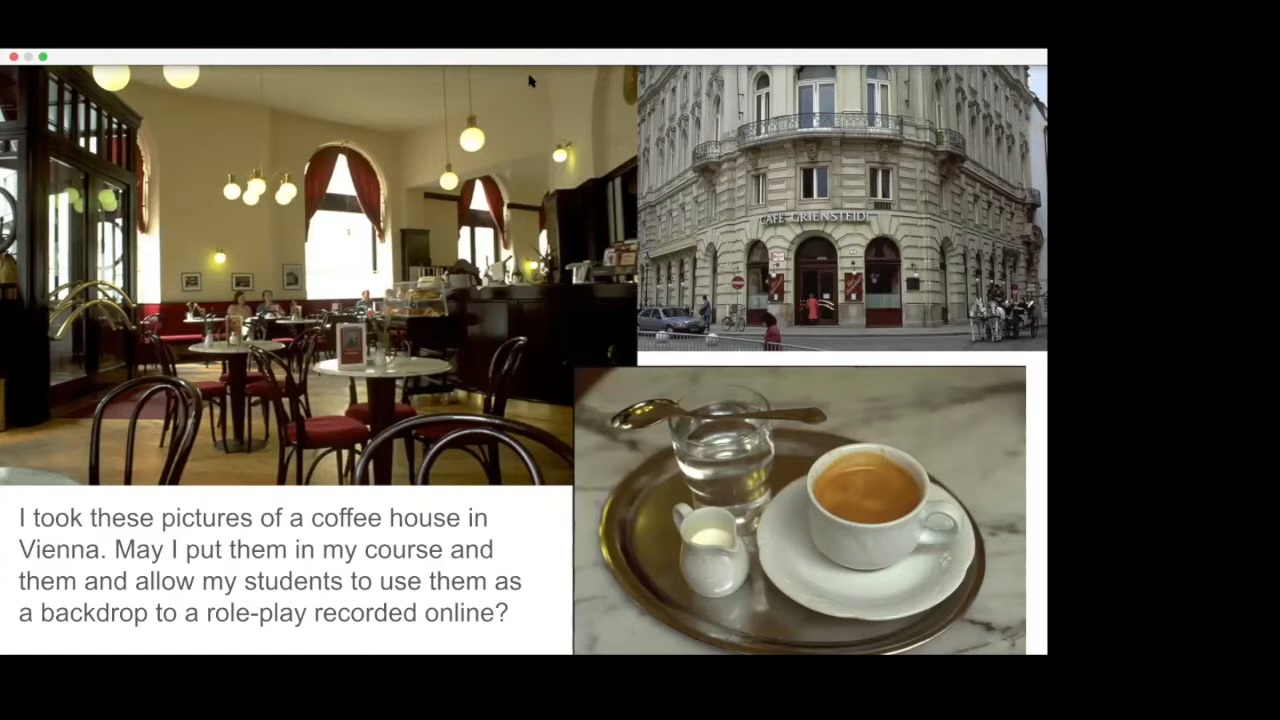 CAFÉ GRIENSTEIDL
I took these pictures of a coffee house in
Vienna. May I put them in my course and
them and allow my students to use them as
a backdrop to a role-play recorded online?